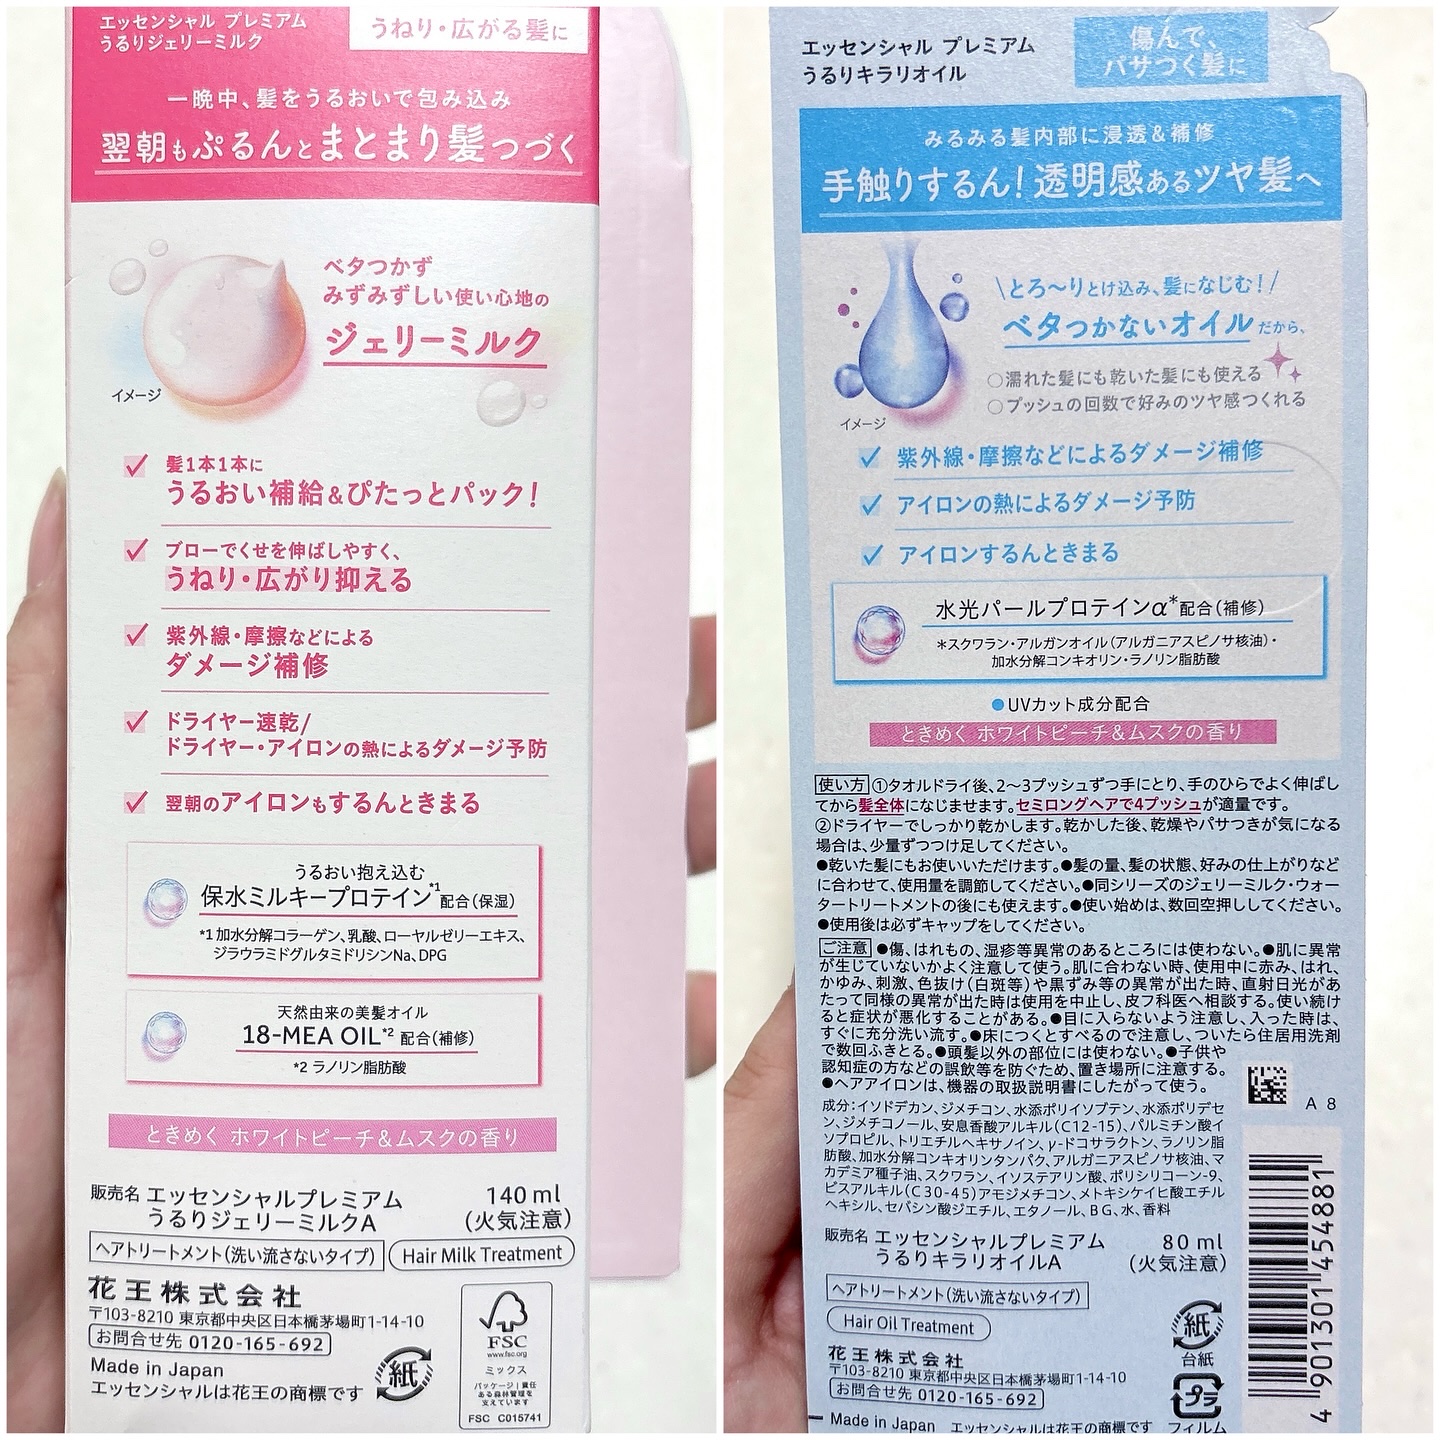 エッセンシャル プレミアム
うるりジェリーミルク
うねり・広がる髪に
一晩中、髪をうるおいで包み込み
翌朝もぷるんとまとまり髪つづく
ベタつかず
みずみずしい使い心地の
ジェリーミルク
イメージ
髪1本1本に
うるおい補給&ぴたっとパック!
ブローでくせを伸ばしやすく、
うねり・広がり抑える
紫外線・摩擦などによる
ダメージ補修
ドライヤー速乾/
ドライヤー・アイロンの熱によるダメージ予防
翌朝のアイロンもするんときまる
うるおい抱え込む
保水ミルキープロテイン*1配合(保湿)
*1 加水分解コラーゲン、乳酸、ローヤルゼリーエキス、
ジラウラミドグルタミドリシンNa、DPG
天然由来の美髪オイル
18-MEA OIL*2 配合(補修)
*2 ラノリン脂肪酸
ときめく ホワイトピーチ&ムスクの香り
販売名 エッセンシャルプレミアム
うるりジェリーミルクA
140ml
(火気注意)
ヘアトリートメント(洗い流さないタイプ)
Hair Milk Treatment
花王株式会社
〒103-8210 東京都中央区日本橋茅場町1-14-10
お問合せ先 0120-165-692
Made in Japan
エッセンシャルは花王の商標です
紙
FSC
www.fsc.org
ミックス
パッケージ|責任
ある森林管理を
支えています
FSC C015741
エッセンシャル プレミアム
うるりキラリオイル
傷んで、
パサつく髪に
みるみる髪内部に浸透&補修
手触りするん!透明感あるツヤ髪へ
\とろ〜りとけ込み、髪になじむ!/
ベタつかないオイルだから、
○濡れた髪にも乾いた髪にも使える
○プッシュの回数で好みのツヤ感つくれる
イメージ
紫外線・摩擦などによるダメージ補修
アイロンの熱によるダメージ予防
アイロンするんときまる
水光パールプロテインα*配合(補修)
*スクワラン・アルガンオイル(アルガニアスピノサ核油)・
加水分解コンキオリン・ラノリン脂肪酸
●UVカット成分配合
ときめく ホワイトピーチ&ムスクの香り
使い方 ①タオルドライ後、2〜3プッシュずつ手にとり、手のひらでよく伸ばし
てから髪全体になじませます。セミロングヘアで4プッシュが適量です。
②ドライヤーでしっかり乾かします。乾かした後、乾燥やパサつきが気になる
場合は、少量ずつつけ足してください。
●乾いた髪にもお使いいただけます。●髪の量、髪の状態、好みの仕上がりなど
に合わせて、使用量を調節してください。●同シリーズのジェリーミルク・ウォー
タートリートメントの後にも使えます。●使い始めは、数回空押ししてください。
●使用後は必ずキャップをしてください。
ご注意 ●傷、はれもの、湿疹等異常のあるところには使わない。●肌に異常
が生じていないかよく注意して使う。肌に合わない時、使用中に赤み、はれ、
かゆみ、刺激、色抜け(白斑等)や黒ずみ等の異常が出た時、直射日光があ
たって同様の異常が出た時は使用を中止し、皮フ科医へ相談する。使い続け
ると症状が悪化することがある。●目に入らないよう注意し、入った時は、
すぐに充分洗い流す。●床につくとすべるので注意し、ついたら住居用洗剤
で数回ふきとる。●頭髪以外の部位には使わない。●子供や
認知症の方などの誤飲等を防ぐため、置き場所に注意する。
●ヘアアイロンは、機器の取扱説明書にしたがって使う。
A 8
成分:イソドデカン、ジメチコン、水添ポリイソブテン、水添ポリデセ
ン、ジメチコノール、安息香酸アルキル(C12-15)、パルミチン酸イ
ソプロピル、トリエチルヘキサノイン、γ-ドコサラクトン、ラノリン脂
肪酸、加水分解コンキオリンタンパク、アルガニアスピノサ核油、マ
カデミア種子油、スクワラン、イソステアリン酸、ポリシリコーン-9、
ビスアルキル(C30-45)アモジメチコン、メトキシケイヒ酸エチル
ヘキシル、セバシン酸ジエチル、エタノール、BG、水、香料
販売名 エッセンシャルプレミアム
うるりキラリオイルA
80ml
(火気注意)
ヘアトリートメント(洗い流さないタイプ)
Hair Oil Treatment
花王株式会社
〒103-8210 東京都中央区日本橋茅場町1-14-10
お問合せ先 0120-165-692
Made in Japan エッセンシャルは花王の商標です
紙
台紙
プラ
フィルム
4 901301 454881